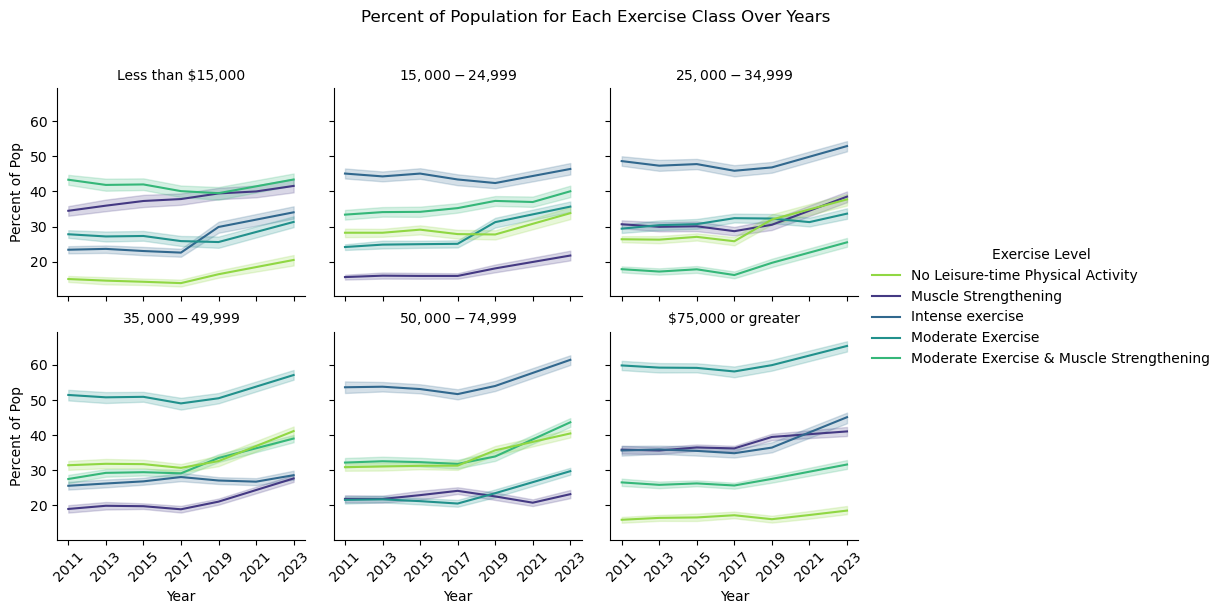 Percent of Population for Each Exercise Class Over Years
Less than $15,000
15, 000 − 24,999
25, 000 − 34,999
Percent of Pop
60
50
40
30
20
35, 000 − 49,999
50, 000 − 74,999
$75,000 or greater
Percent of Pop
60
50
40
30
20
2011
2013
2015
2017
2019
2021
2023
2011
2013
2015
2017
2019
2021
2023
2011
2013
2015
2017
2019
2021
2023
Year
Year
Year
Exercise Level
No Leisure-time Physical Activity
Muscle Strengthening
Intense exercise
Moderate Exercise
Moderate Exercise & Muscle Strengthening